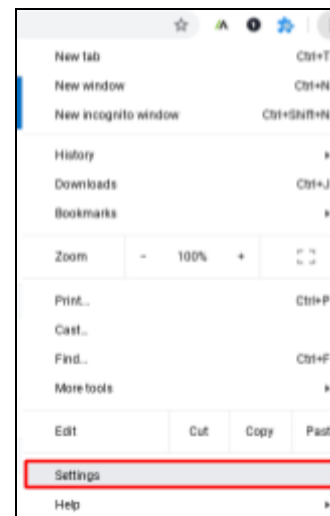 New tab Ctrl+T
New window Ctrl+N
New incognito window Ctrl+Shift+N
History
Downloads Ctrl+J
Bookmarks
Zoom - 100% +
Print... Ctrl+P
Cast...
Find... Ctrl+F
More tools
Edit Cut Copy Past
Settings
Help